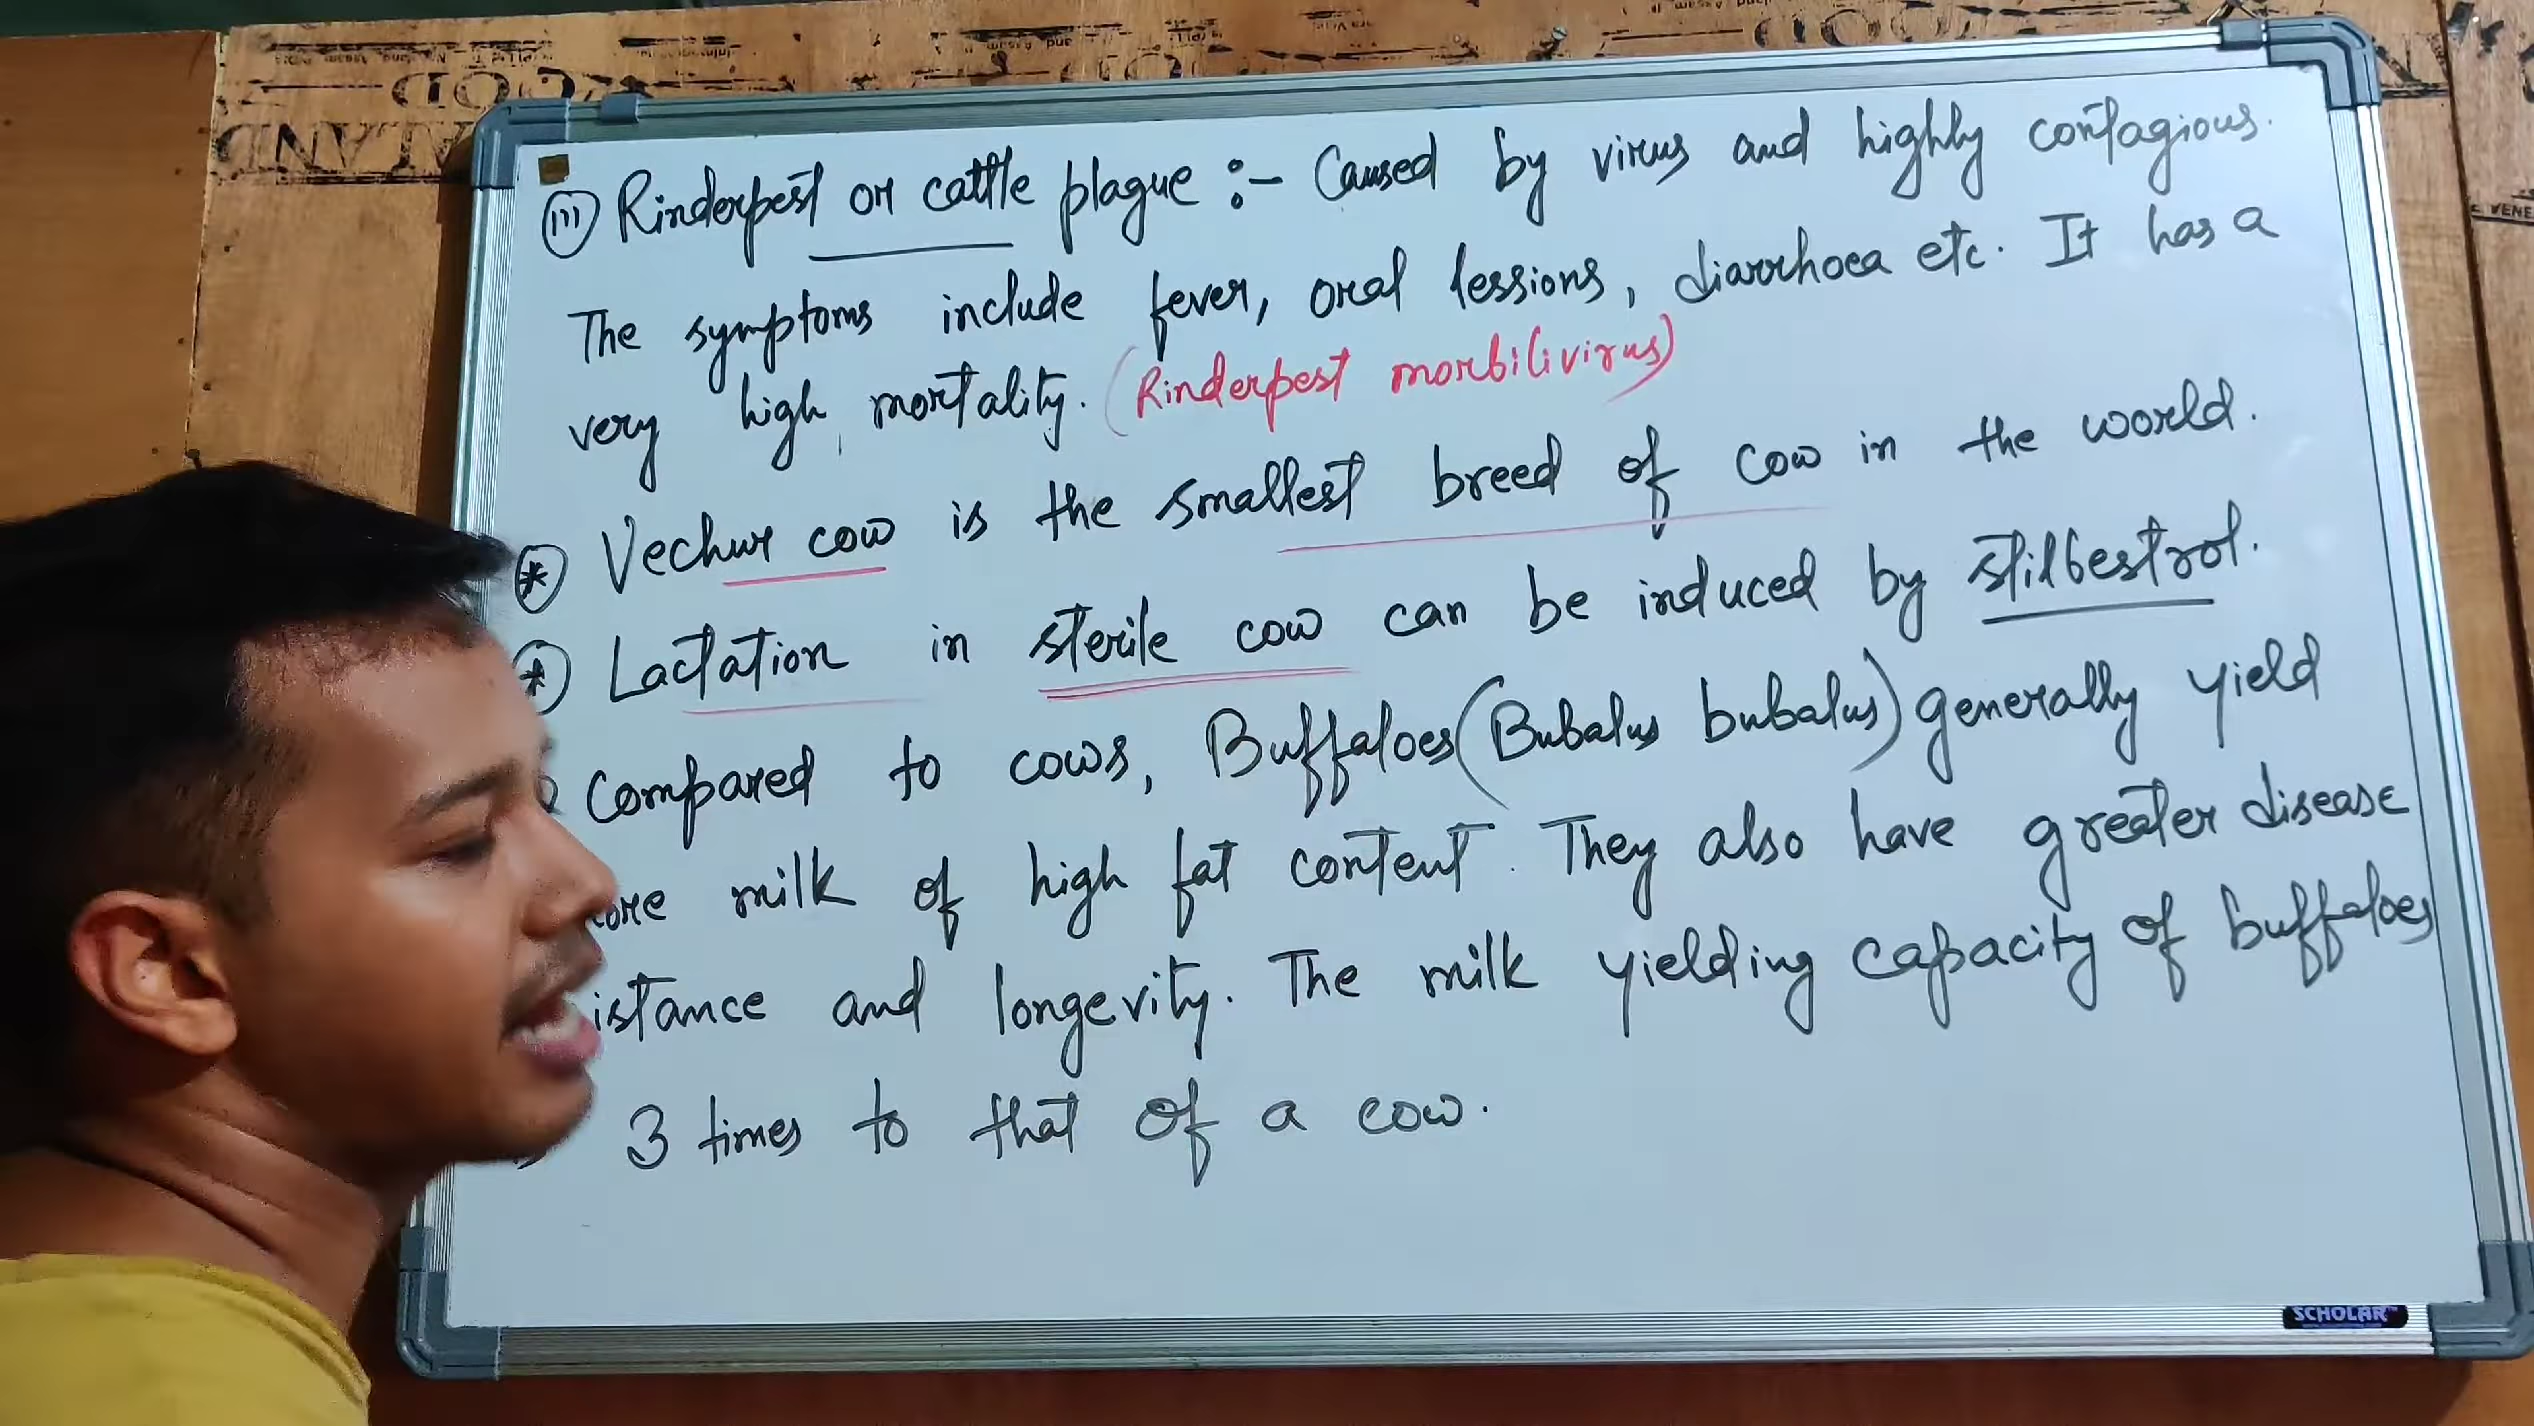 (iii) Rinderpest or cattle plague :- Caused by virus and highly contagious.
The symptoms include fever, oral lessions, diarrhoea etc. It has a
very high mortality. (Rinderpest morbilivirus)
* Vechur cow is the smallest breed of cow in the world.
* Lactation in sterile cow can be induced by stilbestrol.
Compared to cows, Buffaloes (Bubalus bubalus) generally yield
milk of high fat content. They also have greater disease
istance and longevity. The milk yielding capacity of buffaloes
3 times to that of a cow.
SCHOLAR